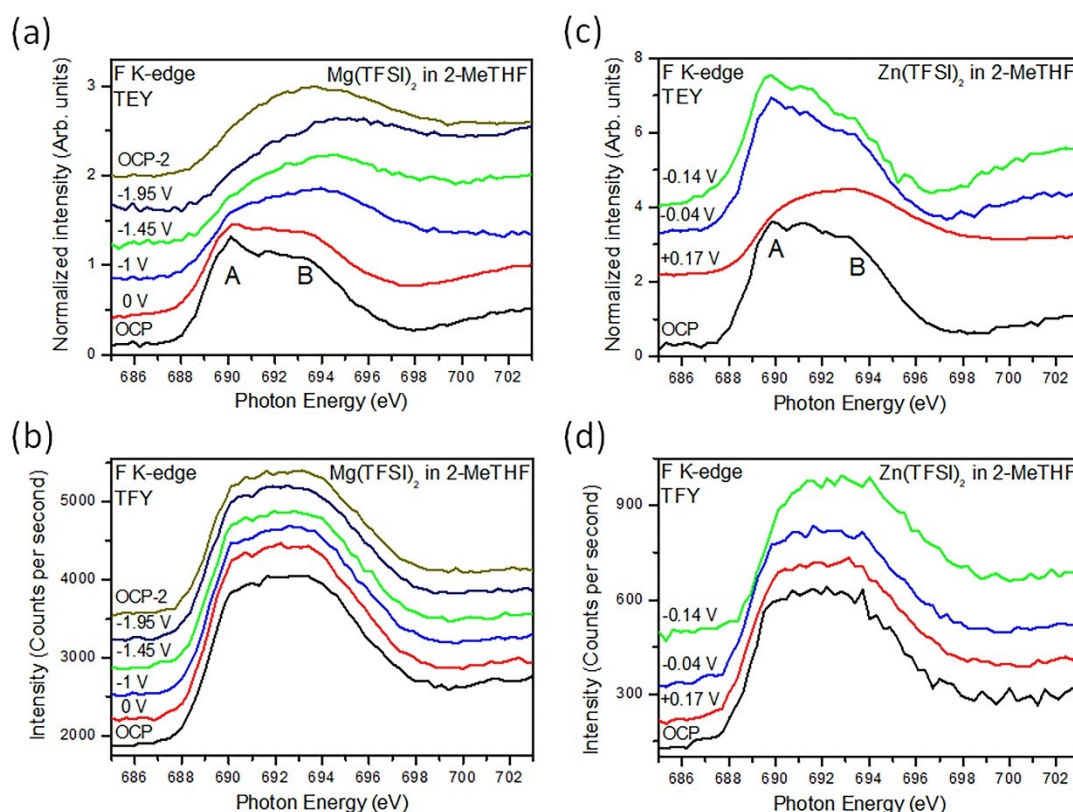 (a)
F K-edge
TEY
Mg(TFSI)2 in 2-MeTHF
Normalized intensity (Arb. units)
3
2
1
0
OCP-2
-1.95 V
-1.45 V
-1 V
0 V
OCP
A
B
686 688 690 692 694 696 698 700 702
Photon Energy (eV)
(c)
F K-edge
TEY
Zn(TFSI)2 in 2-MeTHF
Normalized intensity (Arb. units)
8
6
4
2
0
-0.14 V
-0.04 V
+0.17 V
OCP
A
B
686 688 690 692 694 696 698 700 702
Photon Energy (eV)
(b)
F K-edge
TFY
Mg(TFSI)2 in 2-MeTHF
Intensity (Counts per second)
5000
4000
3000
2000
OCP-2
-1.95 V
-1.45 V
-1 V
0 V
OCP
686 688 690 692 694 696 698 700 702
Photon Energy (eV)
(d)
F K-edge
TFY
Zn(TFSI)2 in 2-MeTHF
Intensity (Counts per second)
900
600
300
-0.14 V
-0.04 V
+0.17 V
OCP
686 688 690 692 694 696 698 700 702
Photon Energy (eV)